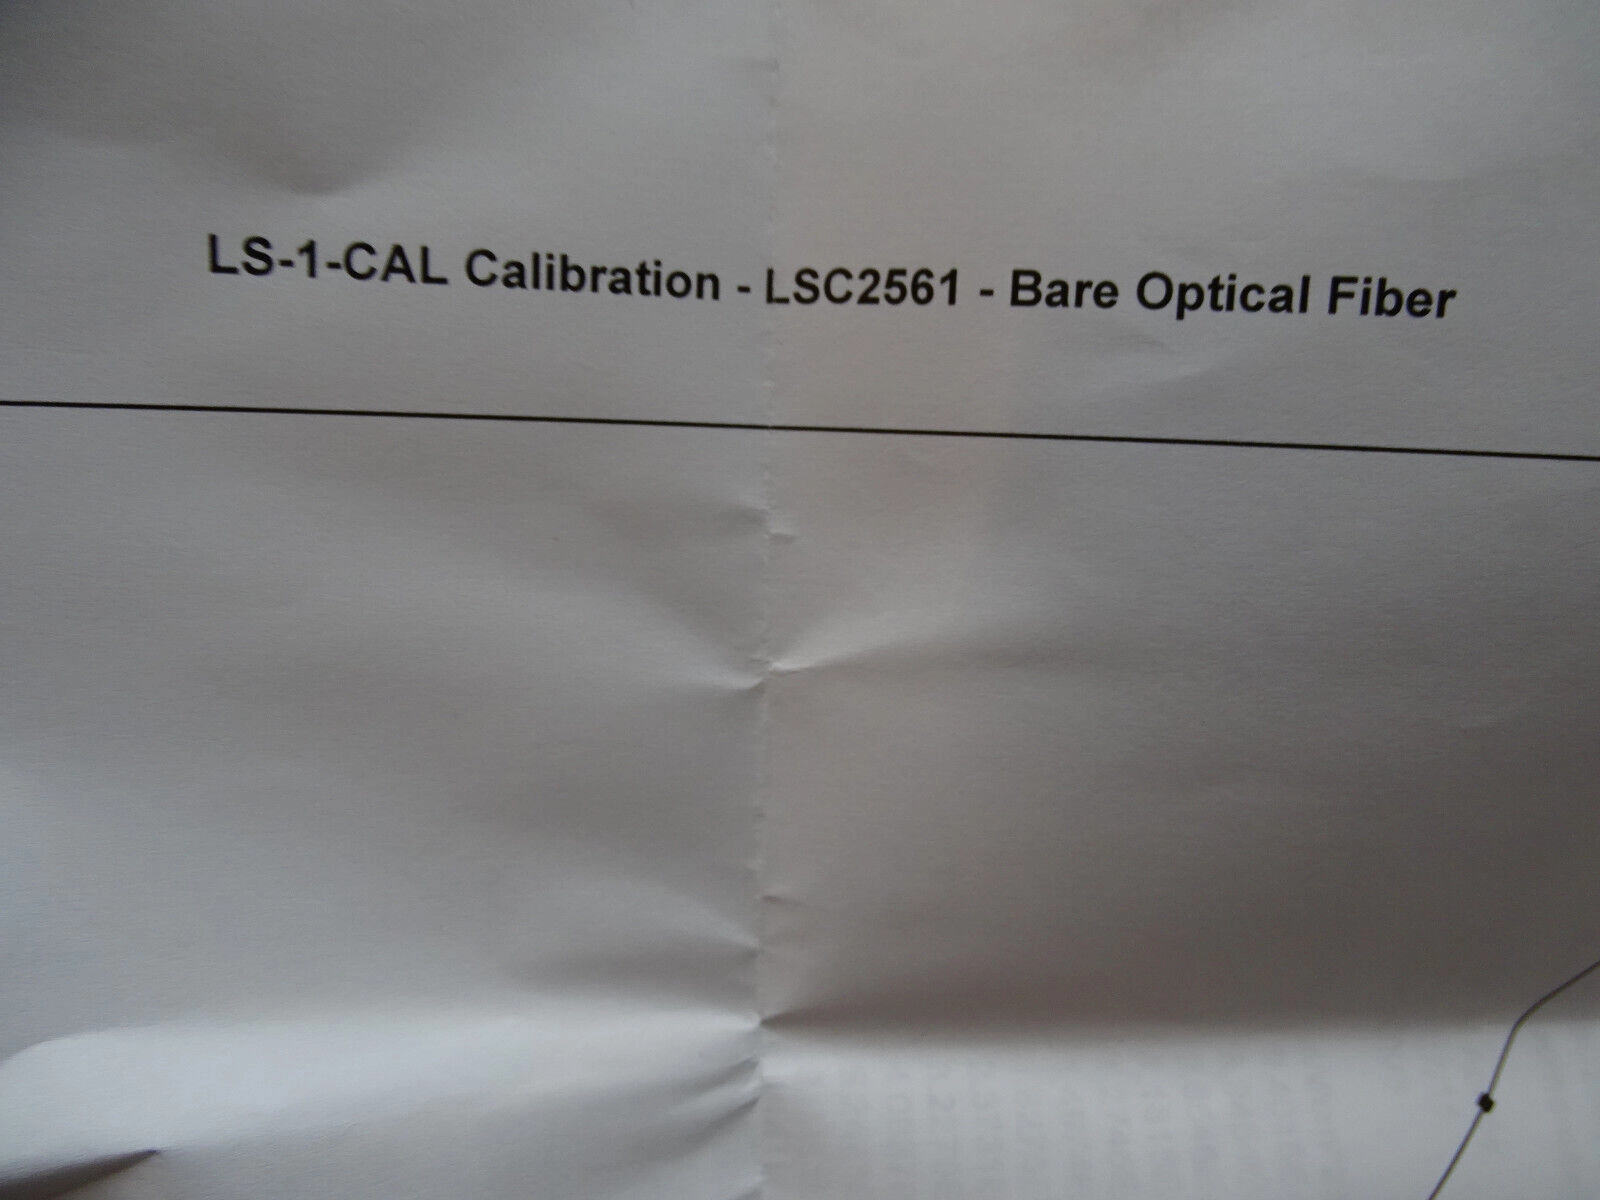 LS-1-CAL Calibration - LSC2561 - Bare Optical Fiber